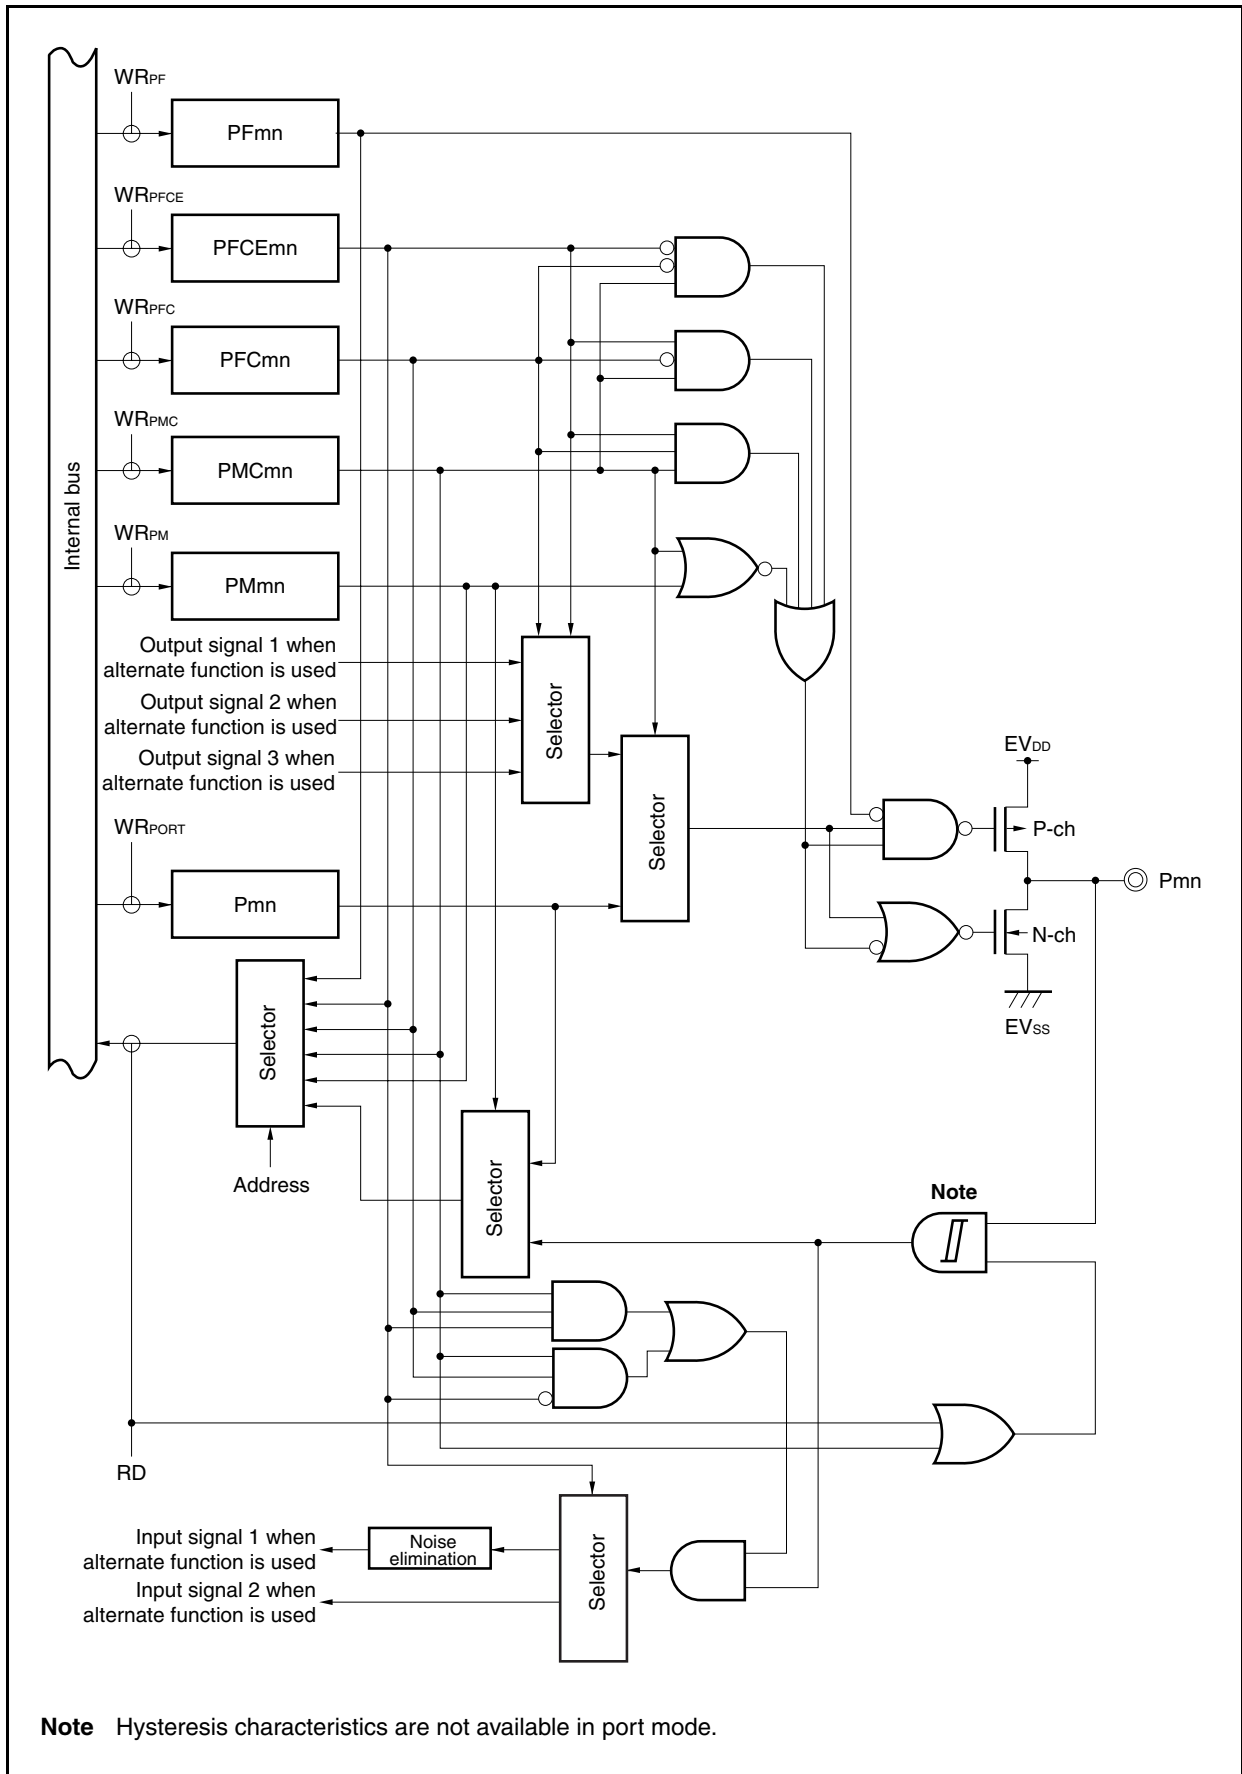 WRPF
PFmn
WRPFCE
PFCEmn
WRPFC
PFCmn
WRPMC
PMCmn
Internal bus
WRPM
PMmn
Output signal 1 when
alternate function is used
Output signal 2 when
alternate function is used
Output signal 3 when
alternate function is used
Selector
Selector
EVDD
P-ch
WRPORT
Pmn
Pmn
N-ch
EVSS
Selector
Address
Selector
Note
RD
Input signal 1 when
alternate function is used
Noise
elimination
Input signal 2 when
alternate function is used
Selector
Note Hysteresis characteristics are not available in port mode.